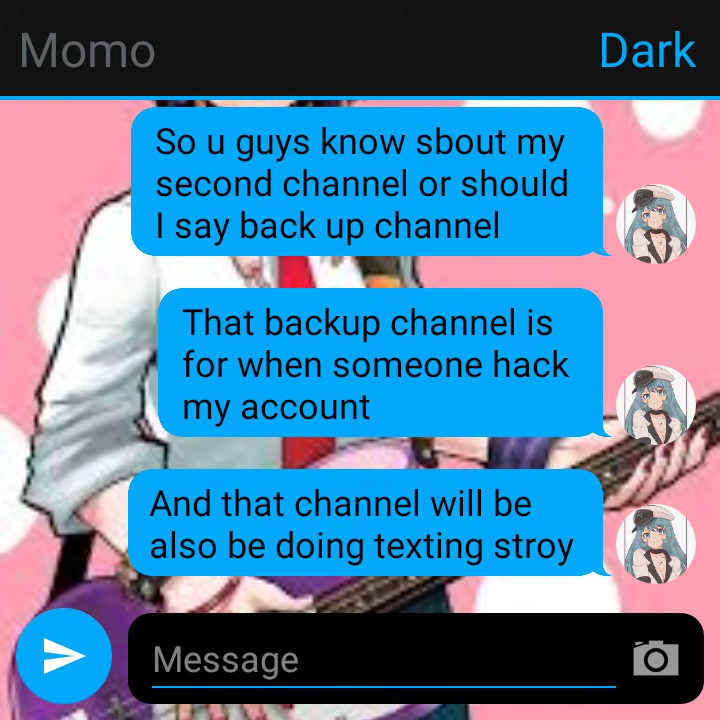 Momo
Dark
So u guys know sbout my
second channel or should
I say back up channel
That backup channel is
for when someone hack
my account
And that channel will be
also be doing texting stroy
Message